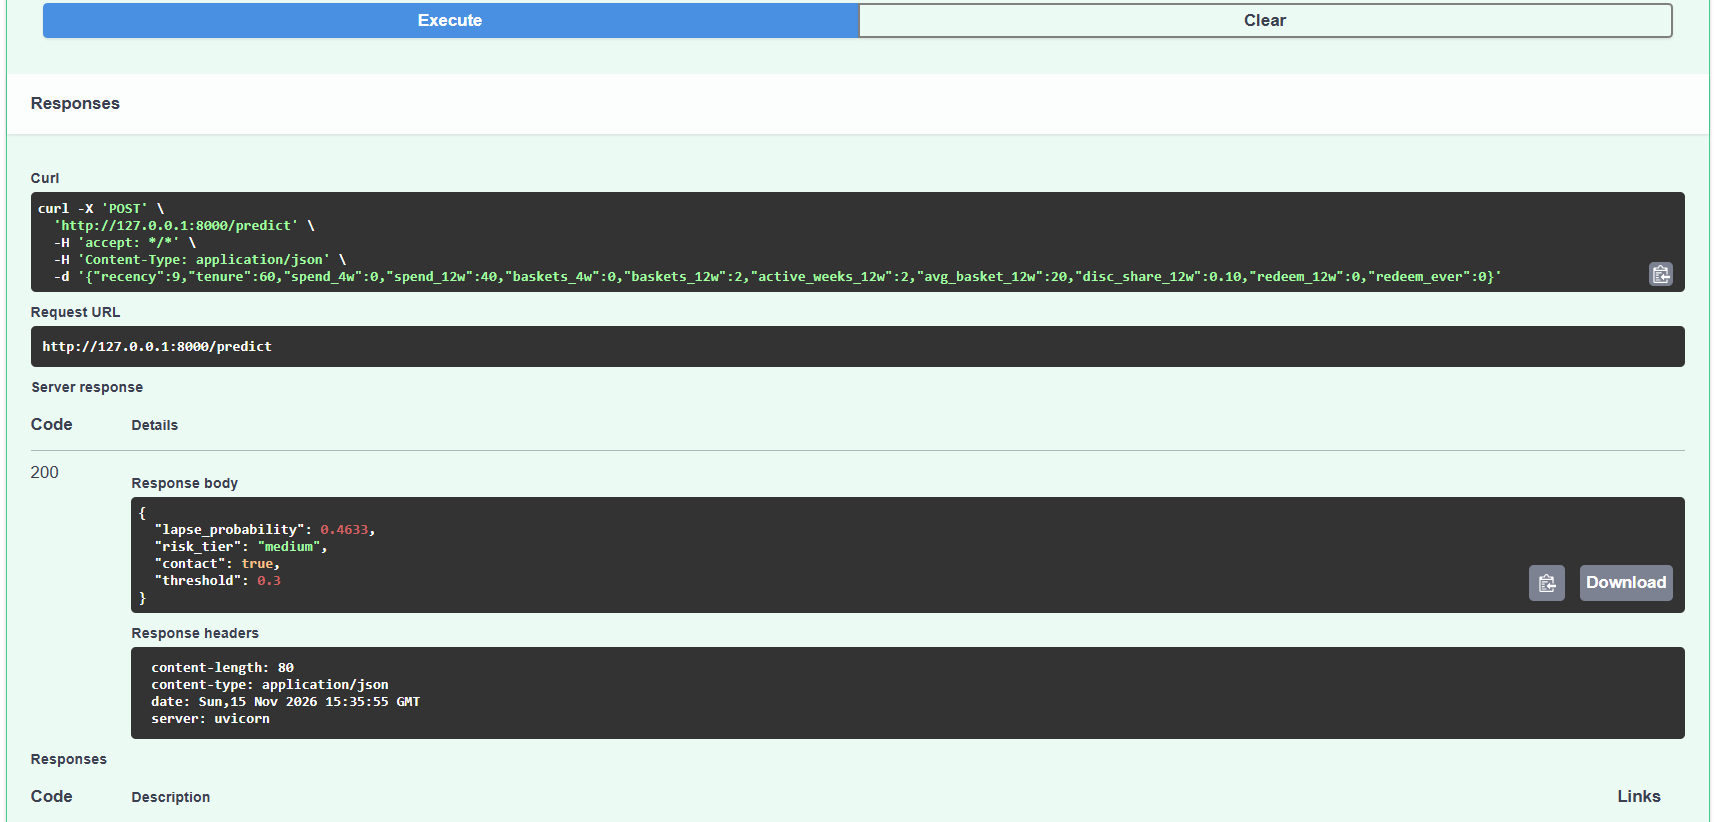 Execute
Clear
Responses
Curl
curl -X 'POST' \
  'http://127.0.0.1:8000/predict' \
  -H 'accept: */*' \
  -H 'Content-Type: application/json' \
  -d '{"recency":9,"tenure":60,"spend_4w":0,"spend_12w":40,"baskets_4w":0,"baskets_12w":2,"active_weeks_12w":2,"avg_basket_12w":20,"disc_share_12w":0.10,"redeem_12w":0,"redeem_ever":0}'
Request URL
http://127.0.0.1:8000/predict
Server response
Code Details
200
Response body
{
  "lapse_probability": 0.4633,
  "risk_tier": "medium",
  "contact": true,
  "threshold": 0.3
}
Download
Response headers
content-length: 80
content-type: application/json
date: Sun,15 Nov 2026 15:35:55 GMT
server: uvicorn
Responses
Code Description Links